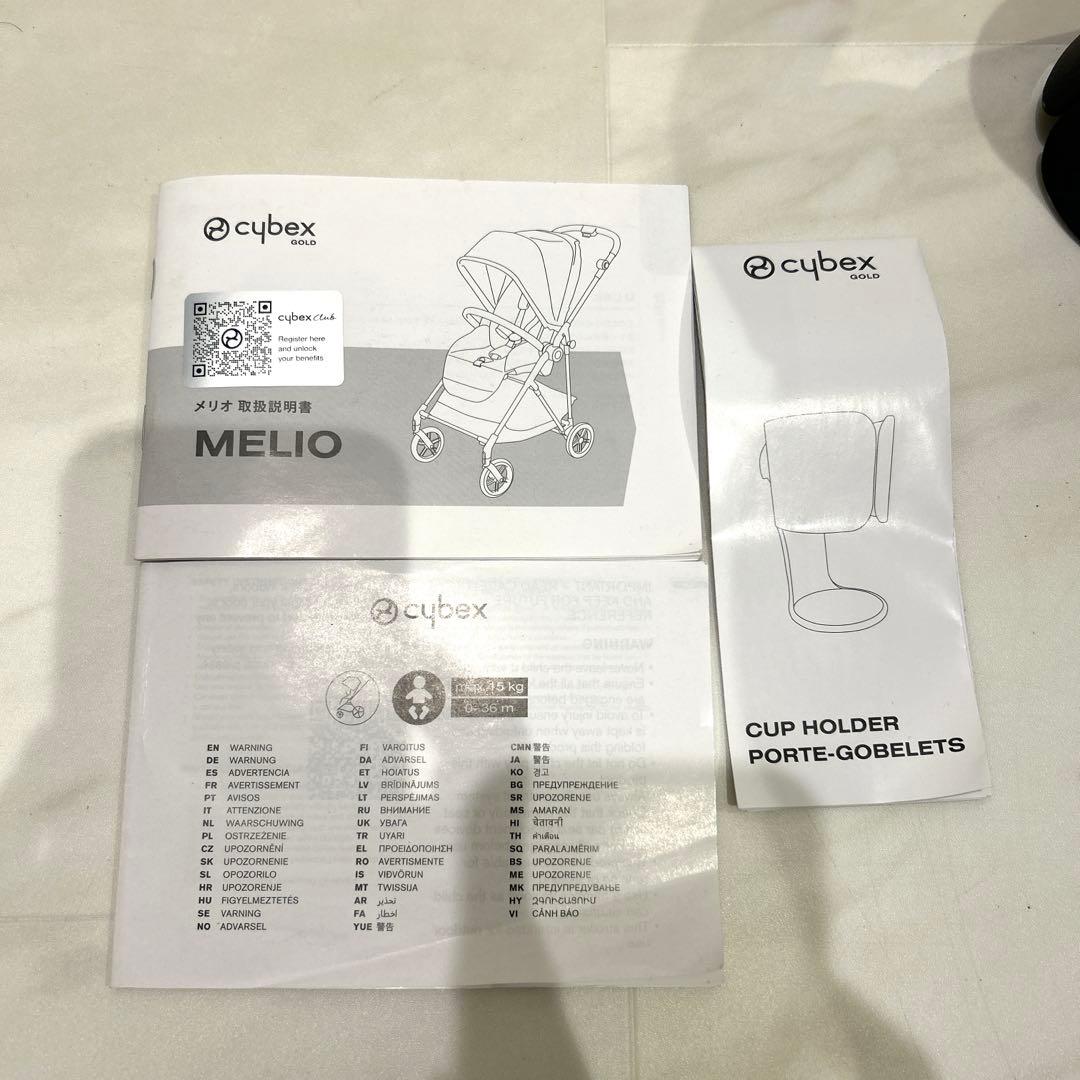 cybex
GOLD
cybex Club
Register here
and unlock
your benefits
メリオ 取扱説明書
MELIO
cybex
GOLD
CUP HOLDER
PORTE-GOBELETS
cybex
max. 15 kg
0-36 m
EN WARNING
DE WARNUNG
ES ADVERTENCIA
FR AVERTISSEMENT
PT AVISOS
IT ATTENZIONE
NL WAARSCHUWING
PL OSTRZEŻENIE
CZ UPOZORNĚNÍ
SK UPOZORNENIE
SL OPOZORILO
HR UPOZORENJE
HU FIGYELMEZTETÉS
SE VARNING
NO ADVARSEL
FI VAROITUS
DA ADVARSEL
ET HOIATUS
LV BRĪDINĀJUMS
LT PERSPĖJIMAS
RU ВНИМАНИЕ
UK УВАГА
TR UYARI
EL ΠΡΟΕΙΔΟΠΟΙΗΣΗ
RO AVERTISMENTE
IS VIÐVÖRUN
MT TWISSIJA
AR تحذير
FA اخطار
YUE 警告
CMN 警告
JA 警告
KO 경고
BG ПРЕДУПРЕЖДЕНИЕ
SR UPOZORENJE
MS AMARAN
HI चेतावनी
TH คำเตือน
SQ PARALAJMËRIM
BS UPOZORENJE
ME UPOZORENJE
MK ПРЕДУПРЕДУВАЊЕ
HY ԶԳՈՒՇԱՑՈՒՄ
VI CẢNH BÁO